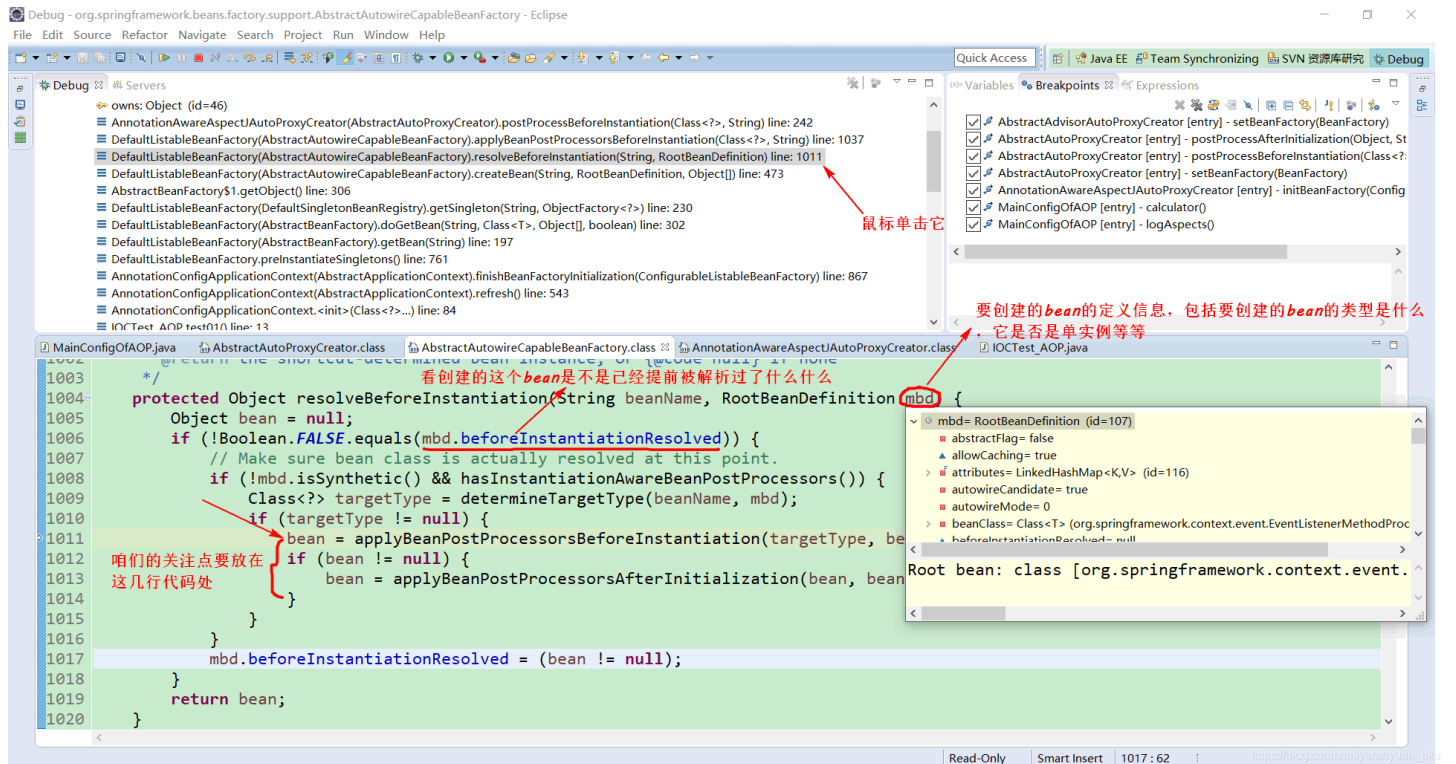 Debug - org.springframework.beans.factory.support.AbstractAutowireCapableBeanFactory - Eclipse
File Edit Source Refactor Navigate Search Project Run Window Help
Quick Access Java EE Team Synchronizing SVN 资源库研究 Debug
Debug Servers
owns: Object (id=46)
AnnotationAwareAspectJAutoProxyCreator(AbstractAutoProxyCreator).postProcessBeforeInstantiation(Class<?>, String) line: 242
DefaultListableBeanFactory(AbstractAutowireCapableBeanFactory).applyBeanPostProcessorsBeforeInstantiation(Class<?>, String) line: 1037
DefaultListableBeanFactory(AbstractAutowireCapableBeanFactory).resolveBeforeInstantiation(String, RootBeanDefinition) line: 1011
DefaultListableBeanFactory(AbstractAutowireCapableBeanFactory).createBean(String, RootBeanDefinition, Object[]) line: 473
AbstractBeanFactory$1.getObject() line: 306
DefaultListableBeanFactory(DefaultSingletonBeanRegistry).getSingleton(String, ObjectFactory<?>) line: 230
DefaultListableBeanFactory(AbstractBeanFactory).doGetBean(String, Class<T>, Object[], boolean) line: 302
DefaultListableBeanFactory(AbstractBeanFactory).getBean(String) line: 197
DefaultListableBeanFactory.preInstantiateSingletons() line: 761
AnnotationConfigApplicationContext(AbstractApplicationContext).finishBeanFactoryInitialization(ConfigurableListableBeanFactory) line: 867
AnnotationConfigApplicationContext(AbstractApplicationContext).refresh() line: 543
AnnotationConfigApplicationContext.<init>(Class<?>...) line: 84
IOCTest_AOP.test01() line: 13
鼠标单击它
(x)= Variables Breakpoints Expressions
AbstractAdvisorAutoProxyCreator [entry] - setBeanFactory(BeanFactory)
AbstractAutoProxyCreator [entry] - postProcessAfterInitialization(Object, St
AbstractAutoProxyCreator [entry] - postProcessBeforeInstantiation(Class<?>
AbstractAutoProxyCreator [entry] - setBeanFactory(BeanFactory)
AnnotationAwareAspectJAutoProxyCreator [entry] - initBeanFactory(Config
MainConfigOfAOP [entry] - calculator()
MainConfigOfAOP [entry] - logAspects()
要创建的bean的定义信息，包括要创建的bean的类型是什么
，它是否是单实例等等
MainConfigOfAOP.java AbstractAutoProxyCreator.class AbstractAutowireCapableBeanFactory.class AnnotationAwareAspectJAutoProxyCreator.class IOCTest_AOP.java
1002 * @return the shortcut-determined bean instance, or {@code null} if none
1003 */
看创建的这个bean是不是已经提前被解析过了什么什么
1004 protected Object resolveBeforeInstantiation(String beanName, RootBeanDefinition mbd) {
1005 Object bean = null;
1006 if (!Boolean.FALSE.equals(mbd.beforeInstantiationResolved)) {
1007 // Make sure bean class is actually resolved at this point.
1008 if (!mbd.isSynthetic() && hasInstantiationAwareBeanPostProcessors()) {
1009 Class<?> targetType = determineTargetType(beanName, mbd);
1010 if (targetType != null) {
1011 bean = applyBeanPostProcessorsBeforeInstantiation(targetType, be
1012 if (bean != null) {
1013 bean = applyBeanPostProcessorsAfterInitialization(bean, bean
1014 }
1015 }
1016 }
1017 mbd.beforeInstantiationResolved = (bean != null);
1018 }
1019 return bean;
1020 }
咱们的关注点要放在
这几行代码处
mbd= RootBeanDefinition (id=107)
abstractFlag= false
allowCaching= true
attributes= LinkedHashMap<K,V> (id=116)
autowireCandidate= true
autowireMode= 0
beanClass= Class<T> (org.springframework.context.event.EventListenerMethodProc
beforeInstantiationResolved= null
Root bean: class [org.springframework.context.event.
Read-Only Smart Insert 1017 : 62